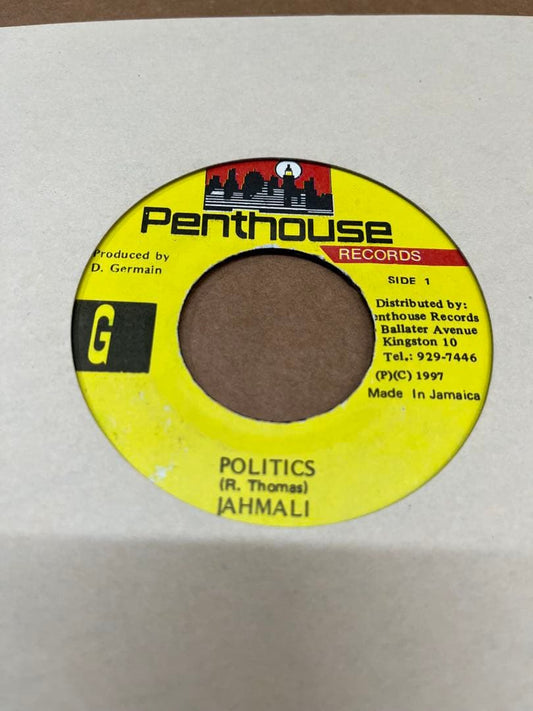 Penthouse
RECORDS
Produced by
D. Germain
SIDE 1
G
Distributed by:
nthouse Records
Ballater Avenue
Kingston 10
Tel.: 929-7446
(P)(C) 1997
Made In Jamaica
POLITICS
(R. Thomas)
JAHMALI